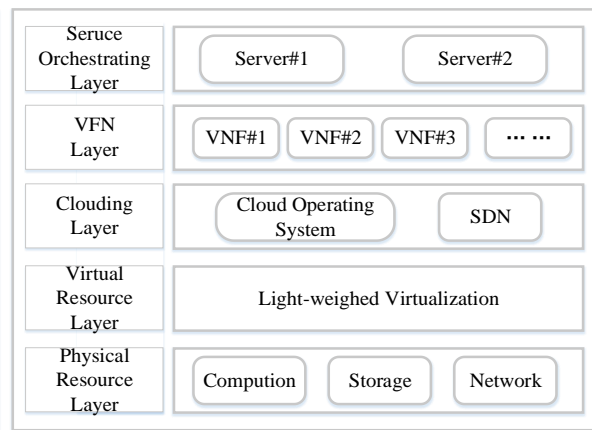 Seruce
Orchestrating
Layer
Server#1
Server#2
VFN
Layer
VNF#1
VNF#2
VNF#3
... ...
Clouding
Layer
Cloud Operating
System
SDN
Virtual
Resource
Layer
Light-weighed Virtualization
Physical
Resource
Layer
Compution
Storage
Network